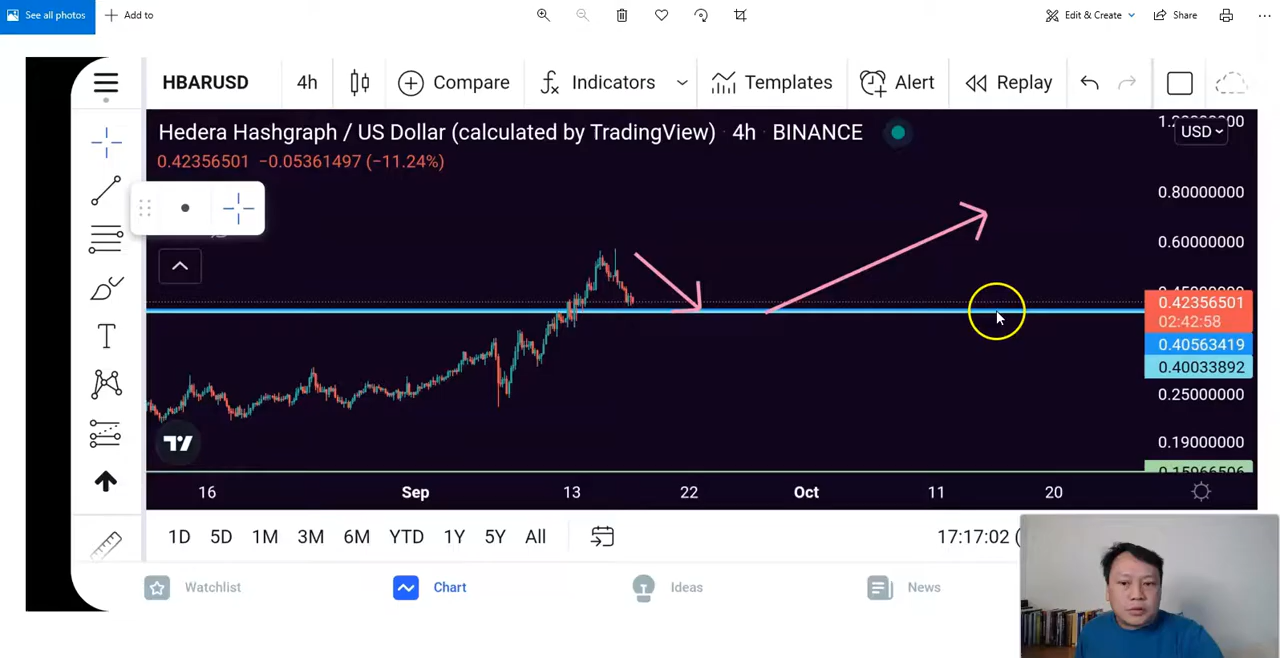 See all photos
Add to
Edit & Create
Share
HBARUSD
4h
Compare
Indicators
Templates
Alert
Replay
Hedera Hashgraph / US Dollar (calculated by TradingView) · 4h · BINANCE
0.42356501 −0.05361497 (−11.24%)
USD
0.80000000
0.60000000
0.42356501
02:42:58
0.40563419
0.40033892
0.25000000
0.19000000
16
Sep
13
22
Oct
11
20
1D
5D
1M
3M
6M
YTD
1Y
5Y
All
17:17:02 (
Watchlist
Chart
Ideas
News